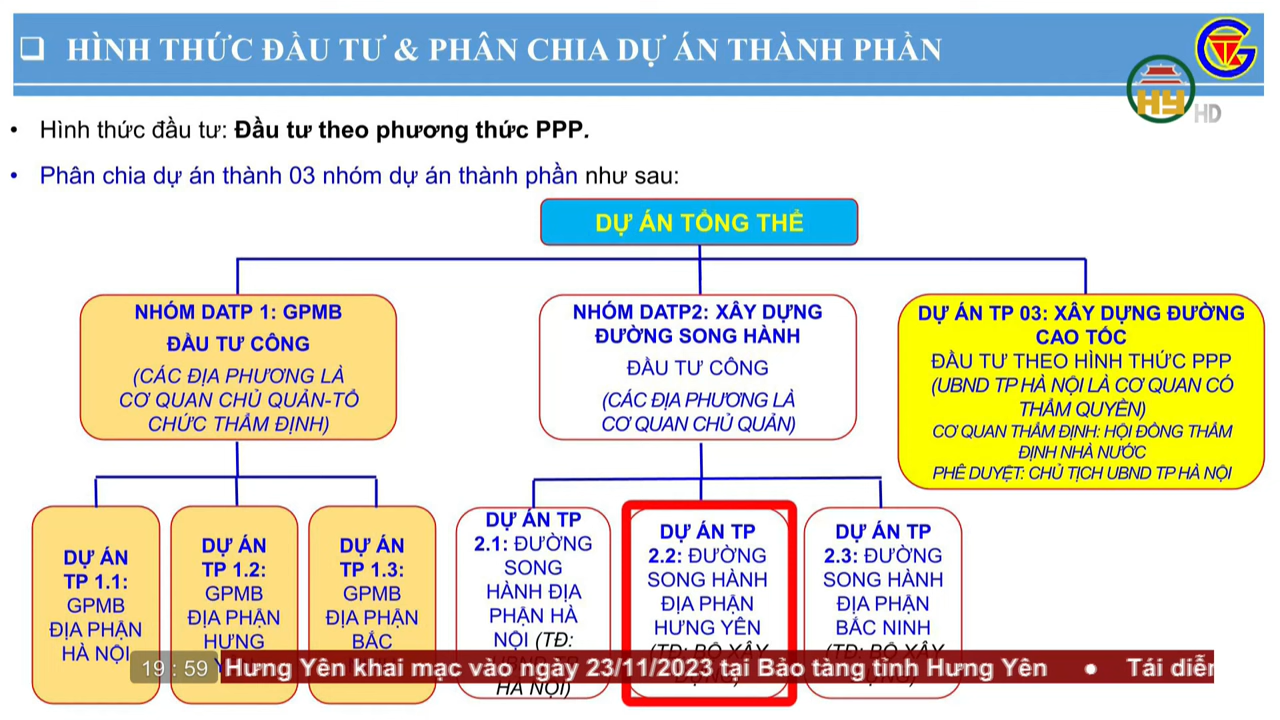 HÌNH THỨC ĐẦU TƯ & PHÂN CHIA DỰ ÁN THÀNH PHẦN
HY HD
• Hình thức đầu tư: Đầu tư theo phương thức PPP.
• Phân chia dự án thành 03 nhóm dự án thành phần như sau:
DỰ ÁN TỔNG THỂ
NHÓM DATP 1: GPMB
ĐẦU TƯ CÔNG
(CÁC ĐỊA PHƯƠNG LÀ
CƠ QUAN CHỦ QUẢN-TỔ
CHỨC THẨM ĐỊNH)
NHÓM DATP2: XÂY DỰNG
ĐƯỜNG SONG HÀNH
ĐẦU TƯ CÔNG
(CÁC ĐỊA PHƯƠNG LÀ
CƠ QUAN CHỦ QUẢN)
DỰ ÁN TP 03: XÂY DỰNG ĐƯỜNG
CAO TỐC
ĐẦU TƯ THEO HÌNH THỨC PPP
(UBND TP HÀ NỘI LÀ CƠ QUAN CÓ
THẨM QUYỀN)
CƠ QUAN THẨM ĐỊNH: HỘI ĐỒNG THẨM
ĐỊNH NHÀ NƯỚC
PHÊ DUYỆT: CHỦ TỊCH UBND TP HÀ NỘI
DỰ ÁN
TP 1.1:
GPMB
ĐỊA PHẬN
HÀ NỘI
DỰ ÁN
TP 1.2:
GPMB
ĐỊA PHẬN
HƯNG
DỰ ÁN
TP 1.3:
GPMB
ĐỊA PHẬN
BẮC
DỰ ÁN TP
2.1: ĐƯỜNG
SONG
HÀNH ĐỊA
PHẬN HÀ
NỘI (TĐ:
HÀ NỘI)
DỰ ÁN TP
2.2: ĐƯỜNG
SONG HÀNH
ĐỊA PHẬN
HƯNG YÊN
(TĐ: BỘ XÂY
DỰ ÁN TP
2.3: ĐƯỜNG
SONG HÀNH
ĐỊA PHẬN
BẮC NINH
(TĐ: BỘ XÂY
19 : 59 Hưng Yên khai mạc vào ngày 23/11/2023 tại Bảo tàng tỉnh Hưng Yên ● Tái diễn